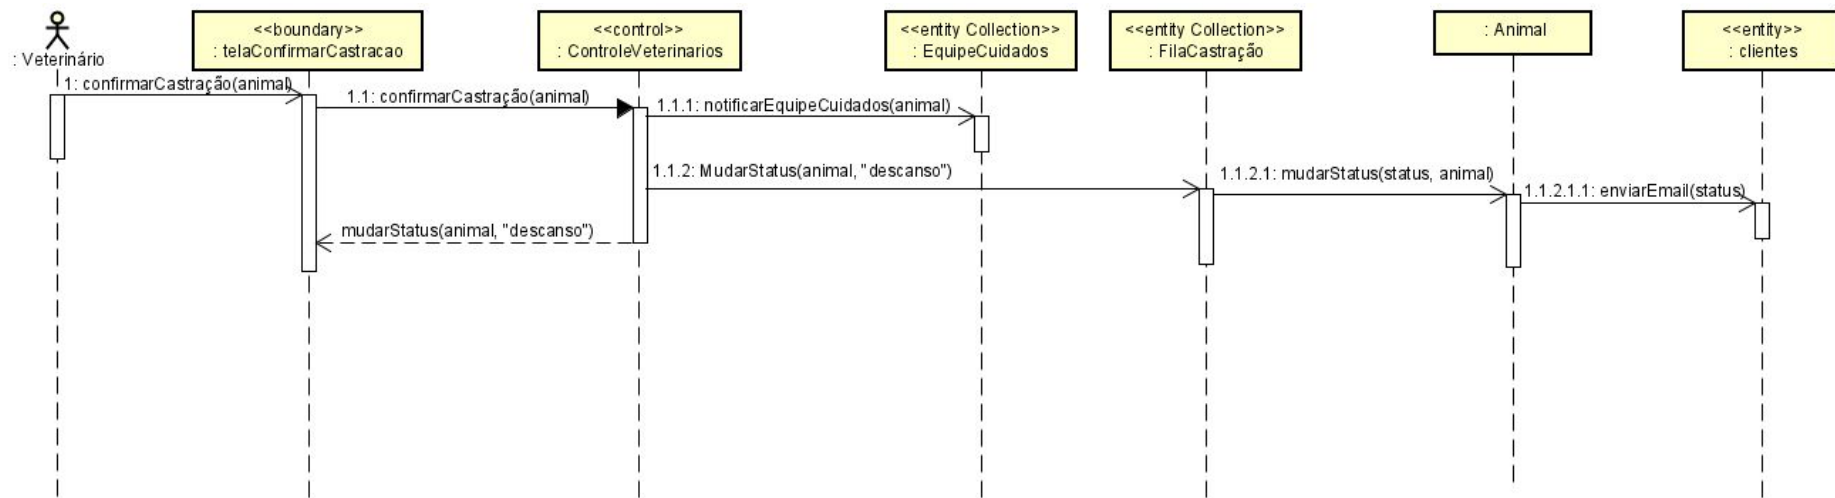 : Veterinário
<<boundary>>
: telaConfirmarCastracao
<<control>>
: ControleVeterinarios
<<entity Collection>>
: EquipeCuidados
<<entity Collection>>
: FilaCastração
: Animal
<<entity>>
: clientes
1: confirmarCastração(animal)
1.1: confirmarCastração(animal)
1.1.1: notificarEquipeCuidados(animal)
1.1.2: MudarStatus(animal, "descanso")
1.1.2.1: mudarStatus(status, animal)
1.1.2.1.1: enviarEmail(status)
mudarStatus(animal, "descanso")